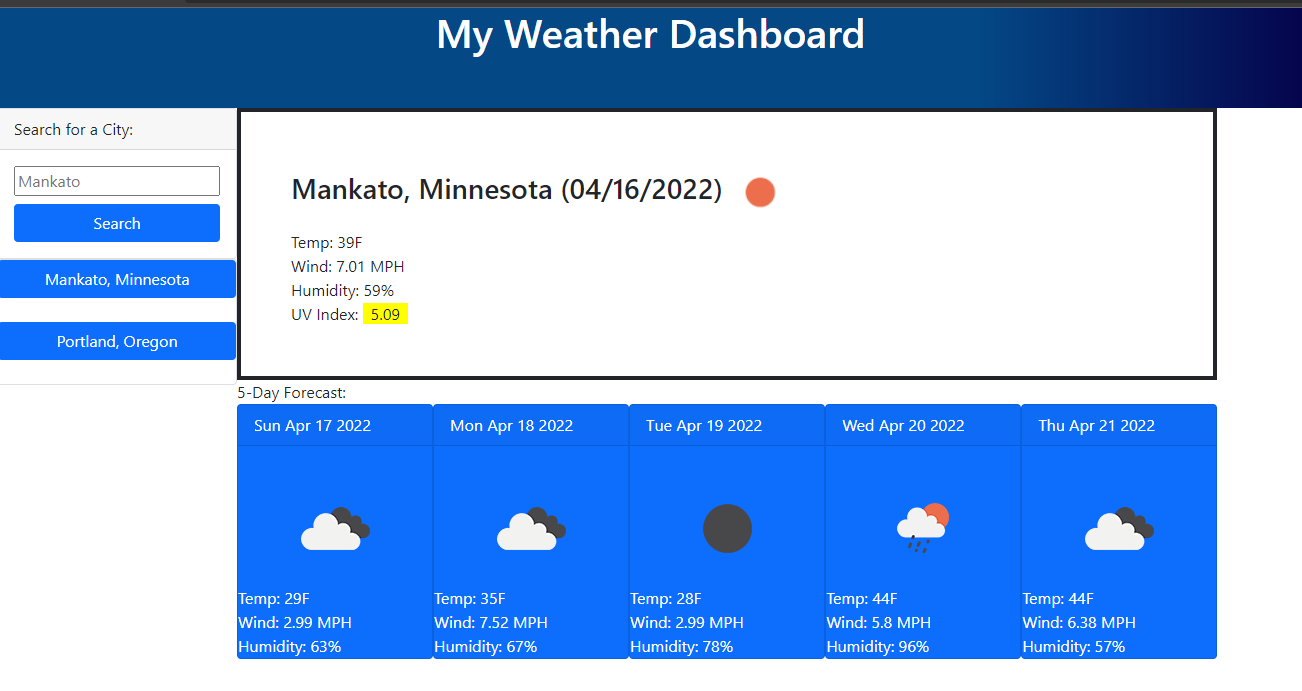 My Weather Dashboard
Search for a City:
Mankato
Search
Mankato, Minnesota
Portland, Oregon
Mankato, Minnesota (04/16/2022)
Temp: 39F
Wind: 7.01 MPH
Humidity: 59%
UV Index: 5.09
5-Day Forecast:
Sun Apr 17 2022
Temp: 29F
Wind: 2.99 MPH
Humidity: 63%
Mon Apr 18 2022
Temp: 35F
Wind: 7.52 MPH
Humidity: 67%
Tue Apr 19 2022
Temp: 28F
Wind: 2.99 MPH
Humidity: 78%
Wed Apr 20 2022
Temp: 44F
Wind: 5.8 MPH
Humidity: 96%
Thu Apr 21 2022
Temp: 44F
Wind: 6.38 MPH
Humidity: 57%